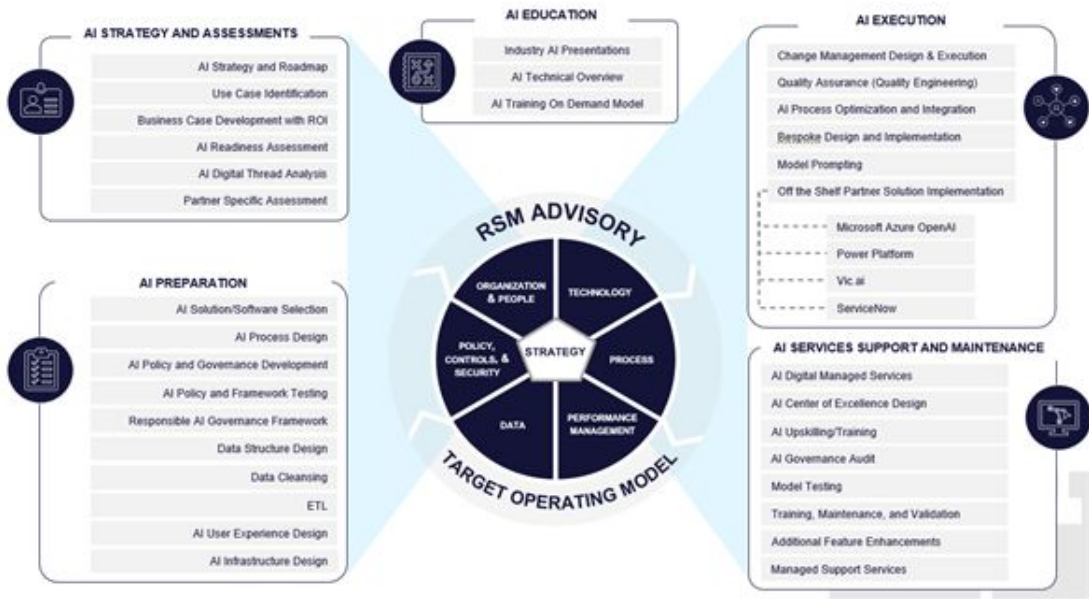 AI STRATEGY AND ASSESSMENTS
AI Strategy and Roadmap
Use Case Identification
Business Case Development with ROI
AI Readiness Assessment
AI Digital Thread Analysis
Partner Specific Assessment
AI EDUCATION
Industry AI Presentations
AI Technical Overview
AI Training On Demand Model
AI EXECUTION
Change Management Design & Execution
Quality Assurance (Quality Engineering)
AI Process Optimization and Integration
Bespoke Design and Implementation
Model Prompting
Off the Shelf Partner Solution Implementation
Microsoft Azure OpenAI
Power Platform
Vic.ai
ServiceNow
RSM ADVISORY
ORGANIZATION
& PEOPLE
TECHNOLOGY
POLICY,
CONTROLS, &
SECURITY
STRATEGY
PROCESS
DATA
PERFORMANCE
MANAGEMENT
TARGET OPERATING MODEL
AI PREPARATION
AI Solution/Software Selection
AI Process Design
AI Policy and Governance Development
AI Policy and Framework Testing
Responsible AI Governance Framework
Data Structure Design
Data Cleansing
ETL
AI User Experience Design
AI Infrastructure Design
AI SERVICES SUPPORT AND MAINTENANCE
AI Digital Managed Services
AI Center of Excellence Design
AI Upskilling/Training
AI Governance Audit
Model Testing
Training, Maintenance, and Validation
Additional Feature Enhancements
Managed Support Services